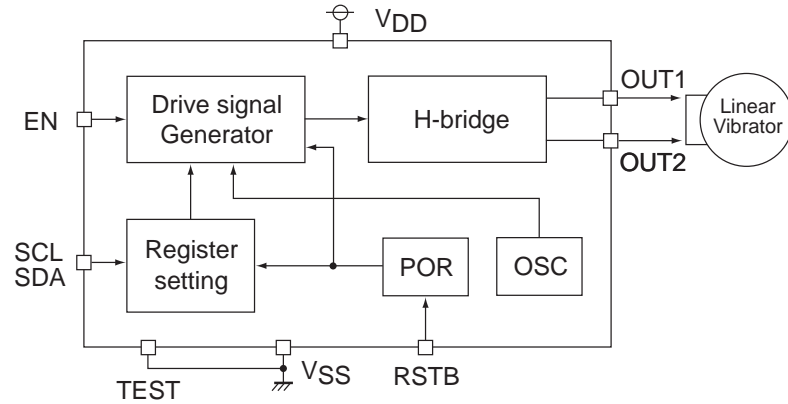 VDD
EN
Drive signal
Generator
H-bridge
OUT1
OUT2
Linear
Vibrator
SCL
SDA
Register
setting
POR
OSC
TEST
VSS
RSTB